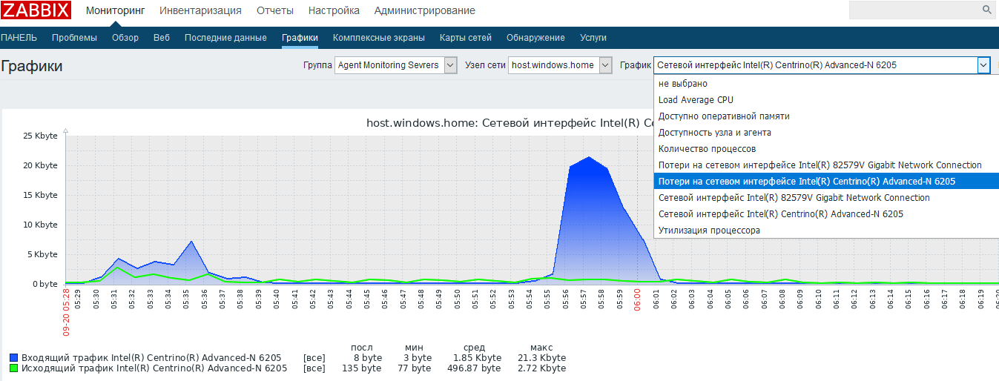 ZABBIX Мониторинг Инвентаризация Отчеты Настройка Администрирование
ПАНЕЛЬ Проблемы Обзор Веб Последние данные Графики Комплексные экраны Карты сетей Обнаружение Услуги
Графики Группа Agent Monitoring Sevrers Узел сети host.windows.home График Сетевой интерфейс Intel(R) Centrino(R) Advanced-N 6205
не выбрано
Load Average CPU
Доступно оперативной памяти
Доступность узла и агента
Количество процессов
Потери на сетевом интерфейсе Intel(R) 82579V Gigabit Network Connection
Потери на сетевом интерфейсе Intel(R) Centrino(R) Advanced-N 6205
Сетевой интерфейс Intel(R) 82579V Gigabit Network Connection
Сетевой интерфейс Intel(R) Centrino(R) Advanced-N 6205
Утилизация процессора
host.windows.home: Сетевой интерфейс Intel(R) Ce
25 Kbyte
20 Kbyte
15 Kbyte
10 Kbyte
5 Kbyte
0 byte
09-20 05:28 05:29 05:30 05:31 05:32 05:33 05:34 05:35 05:36 05:37 05:38 05:39 05:40 05:41 05:42 05:43 05:44 05:45 05:46 05:47 05:48 05:49 05:50 05:51 05:52 05:53 05:54 05:55 05:56 05:57 05:58 05:59 06:00 06:01 06:02 06:03 06:04 06:05 06:06 06:07 06:08 06:09 06:10 06:11 06:12 06:13 06:14 06:15 06:16 06:17 06:18 06:19
посл мин сред макс
Входящий трафик Intel(R) Centrino(R) Advanced-N 6205 [все] 8 byte 3 byte 1.85 Kbyte 21.3 Kbyte
Исходящий трафик Intel(R) Centrino(R) Advanced-N 6205 [все] 135 byte 77 byte 496.87 byte 2.72 Kbyte